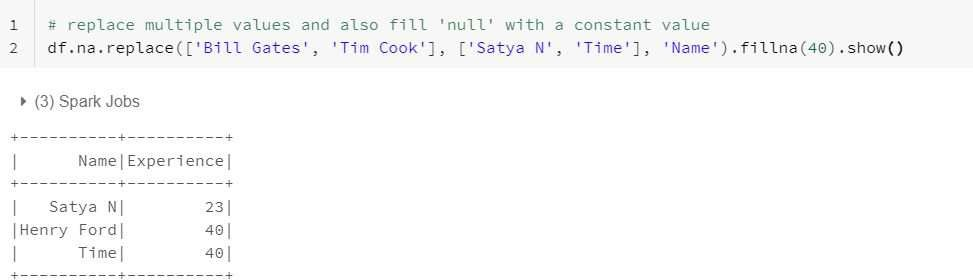 1 # replace multiple values and also fill 'null' with a constant value
2 df.na.replace(['Bill Gates', 'Tim Cook'], ['Satya N', 'Time'], 'Name').fillna(40).show()
(3) Spark Jobs
+----------+----------+
|      Name|Experience|
+----------+----------+
|   Satya N|        23|
|Henry Ford|        40|
|      Time|        40|
+----------+----------+